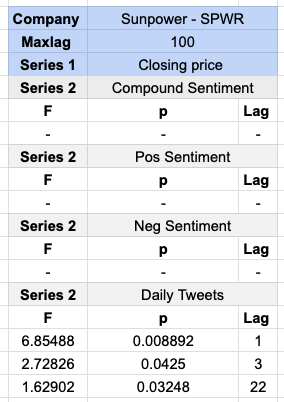 Company Sunpower - SPWR
Maxlag 100
Series 1 Closing price
Series 2 Compound Sentiment
F p Lag
- - -
Series 2 Pos Sentiment
F p Lag
- - -
Series 2 Neg Sentiment
F p Lag
- - -
Series 2 Daily Tweets
F p Lag
6.85488 0.008892 1
2.72826 0.0425 3
1.62902 0.03248 22